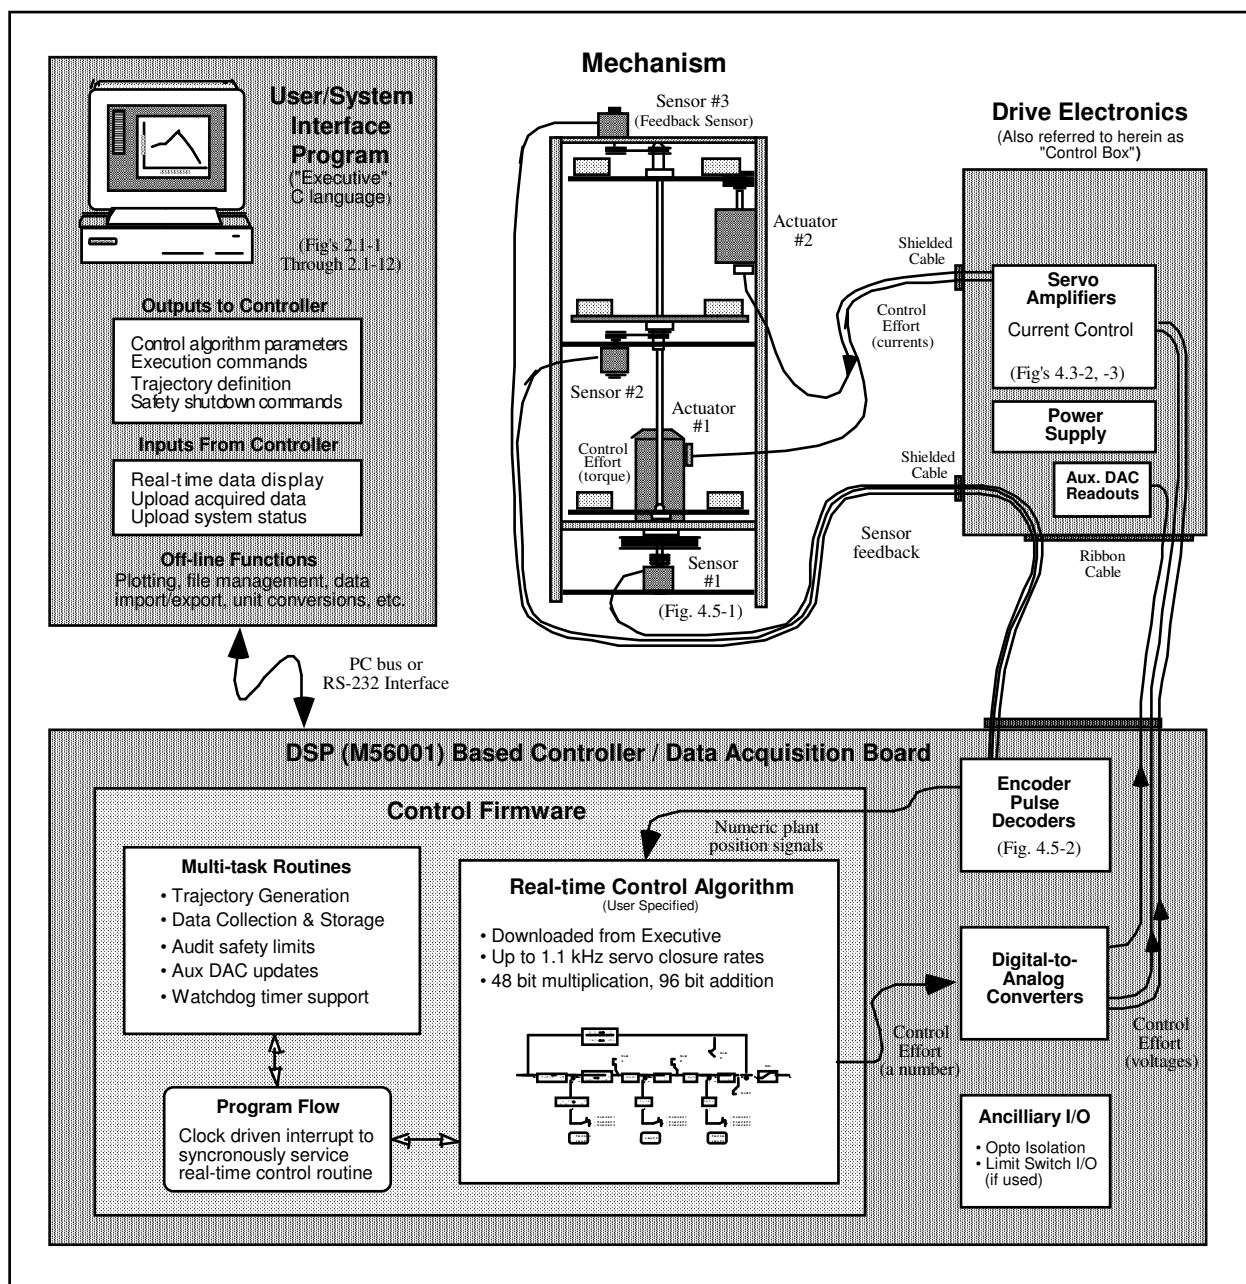 User/System
Interface
Program
("Executive",
C language)
(Fig's 2.1-1
Through 2.1-12)
Outputs to Controller
Control algorithm parameters
Execution commands
Trajectory definition
Safety shutdown commands
Inputs From Controller
Real-time data display
Upload acquired data
Upload system status
Off-line Functions
Plotting, file management, data
import/export, unit conversions, etc.
PC bus or
RS-232 Interface
Mechanism
Sensor #3
(Feedback Sensor)
Actuator
#2
Sensor #2
Actuator
#1
Control
Effort
(torque)
Sensor
#1
(Fig. 4.5-1)
Shielded
Cable
Control
Effort
(currents)
Shielded
Cable
Sensor
feedback
Drive Electronics
(Also referred to herein as
"Control Box")
Servo
Amplifiers
Current Control
(Fig's 4.3-2, -3)
Power
Supply
Aux. DAC
Readouts
Ribbon
Cable
DSP (M56001) Based Controller / Data Acquisition Board
Control Firmware
Multi-task Routines
• Trajectory Generation
• Data Collection & Storage
• Audit safety limits
• Aux DAC updates
• Watchdog timer support
Program Flow
Clock driven interrupt to
syncronously service
real-time control routine
Numeric plant
position signals
Real-time Control Algorithm
(User Specified)
• Downloaded from Executive
• Up to 1.1 kHz servo closure rates
• 48 bit multiplication, 96 bit addition
Encoder
Pulse
Decoders
(Fig. 4.5-2)
Digital-to-
Analog
Converters
Control
Effort
(a number)
Control
Effort
(voltages)
Ancilliary I/O
• Opto Isolation
• Limit Switch I/O
(if used)